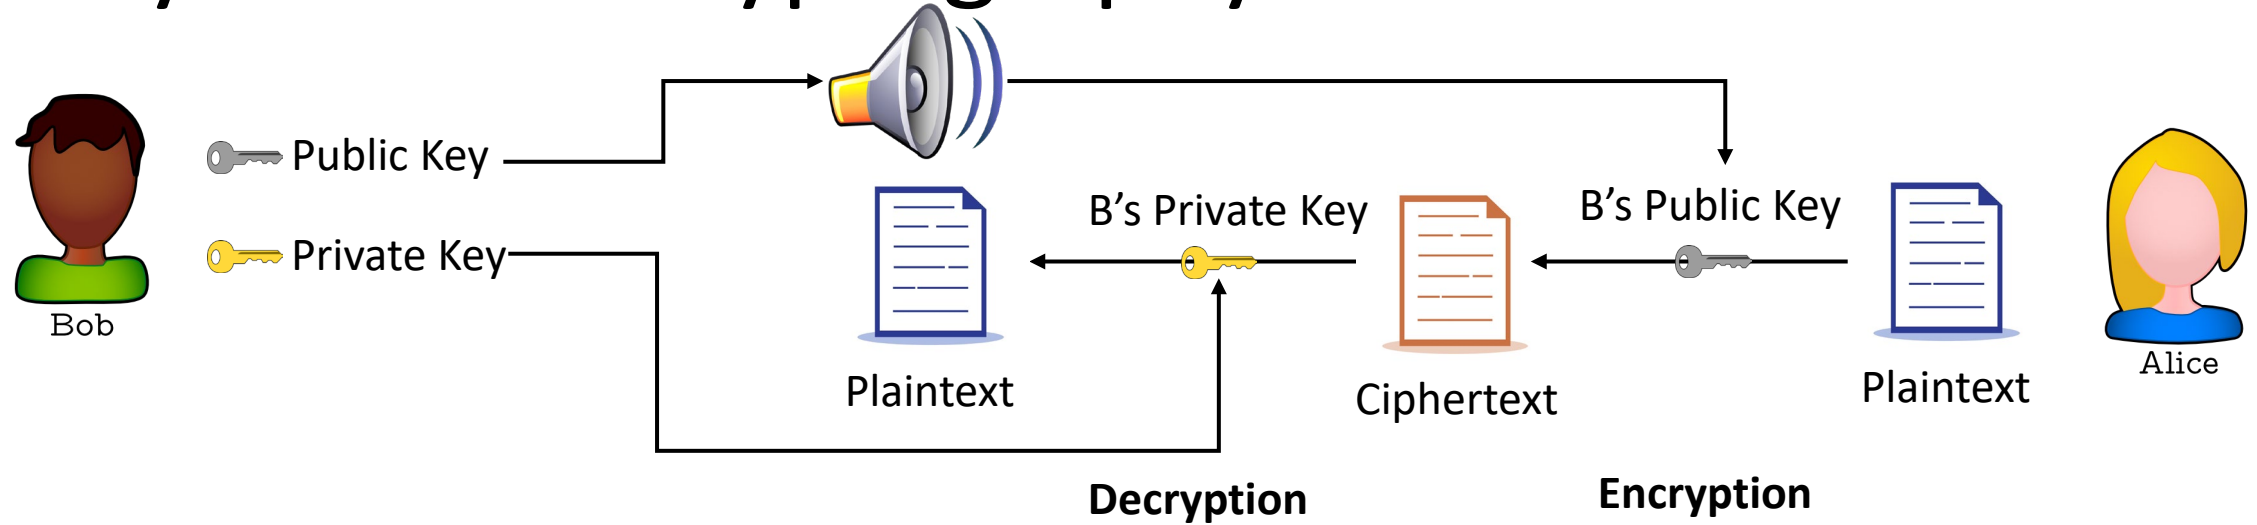 Public Key
B's Private Key
B's Public Key
Private Key
Bob
Alice
Plaintext
Ciphertext
Plaintext
Decryption
Encryption